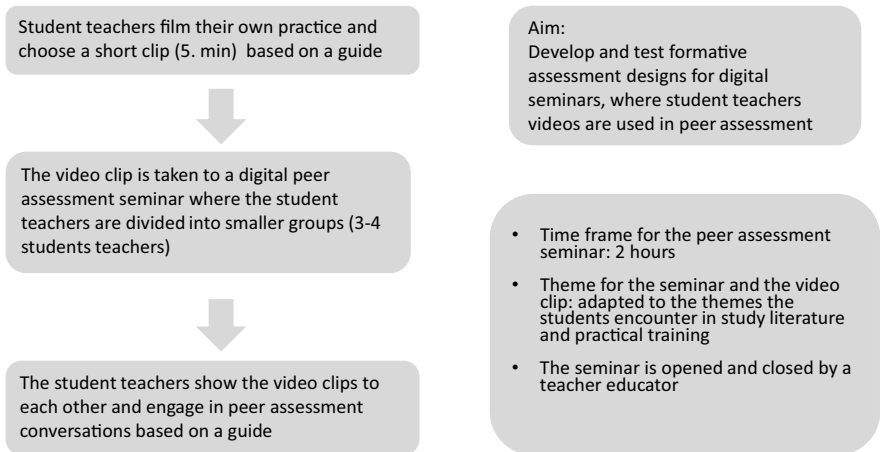 Student teachers film their own practice and
choose a short clip (5. min) based on a guide
The video clip is taken to a digital peer
assessment seminar where the student
teachers are divided into smaller groups (3-4
students teachers)
The student teachers show the video clips to
each other and engage in peer assessment
conversations based on a guide
Aim:
Develop and test formative
assessment designs for digital
seminars, where student teachers
videos are used in peer assessment
• Time frame for the peer assessment
seminar: 2 hours
• Theme for the seminar and the video
clip: adapted to the themes the
students encounter in study literature
and practical training
• The seminar is opened and closed by a
teacher educator